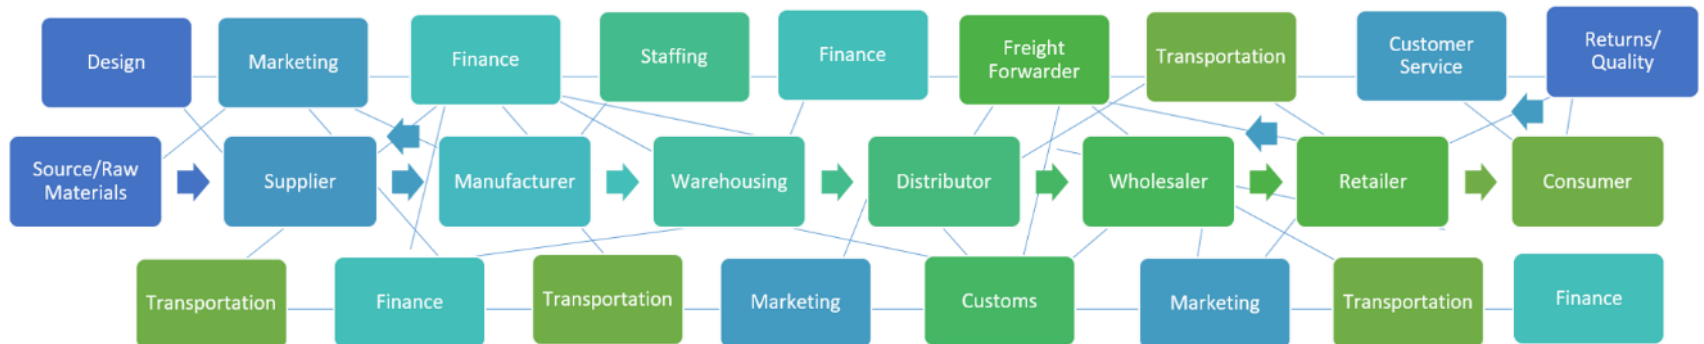 Design
Marketing
Finance
Staffing
Finance
Freight
Forwarder
Transportation
Customer
Service
Returns/
Quality
Source/Raw
Materials
Supplier
Manufacturer
Warehousing
Distributor
Wholesaler
Retailer
Consumer
Transportation
Finance
Transportation
Marketing
Customs
Marketing
Transportation
Finance